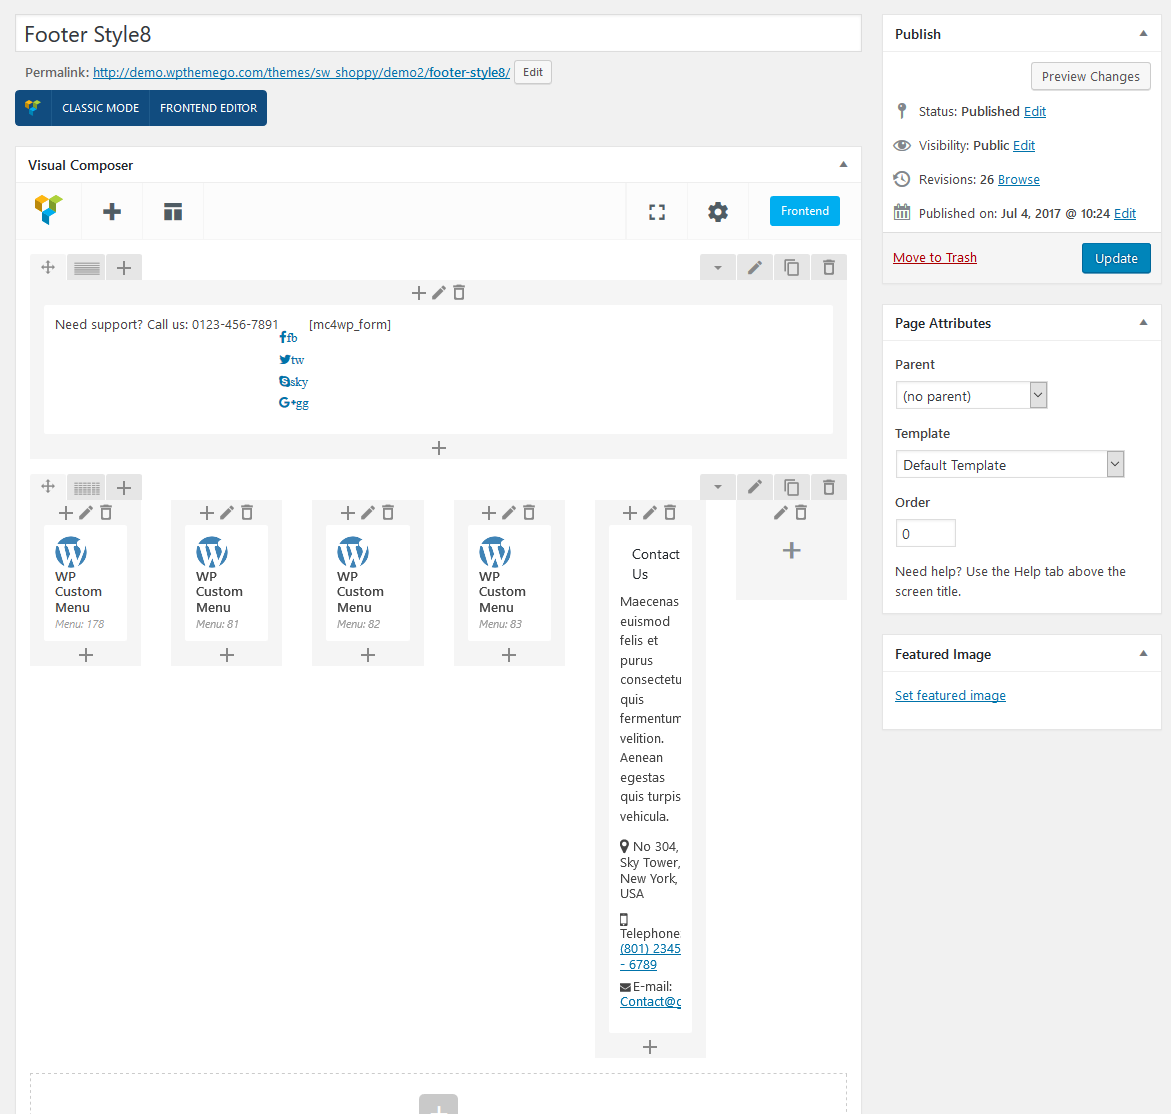 Footer Style8
Permalink: http://demo.wpthemego.com/themes/sw_shoppy/demo2/footer-style8/ Edit
CLASSIC MODE FRONTEND EDITOR
Visual Composer
Frontend
Need support? Call us: 0123-456-7891 [mc4wp_form]
fb
tw
sky
gg
WP
Custom
Menu
Menu: 178
WP
Custom
Menu
Menu: 81
WP
Custom
Menu
Menu: 82
WP
Custom
Menu
Menu: 83
Contact
Us
Maecenas
euismod
felis et
purus
consectetu
quis
fermentum
velition.
Aenean
egestas
quis turpis
vehicula.
No 304,
Sky Tower,
New York,
USA
Telephone:
(801) 2345
- 6789
E-mail:
Contact@
Publish
Preview Changes
Status: Published Edit
Visibility: Public Edit
Revisions: 26 Browse
Published on: Jul 4, 2017 @ 10:24 Edit
Move to Trash Update
Page Attributes
Parent
(no parent)
Template
Default Template
Order
0
Need help? Use the Help tab above the
screen title.
Featured Image
Set featured image